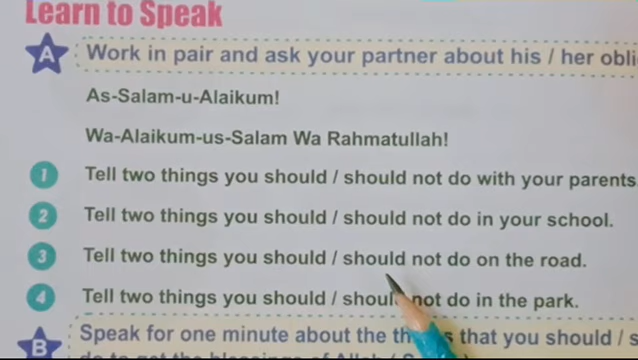 Learn to Speak
A Work in pair and ask your partner about his / her
As-Salam-u-Alaikum!
Wa-Alaikum-us-Salam Wa Rahmatullah!
1 Tell two things you should / should not do with your parents.
2 Tell two things you should / should not do in your school.
3 Tell two things you should / should not do on the road.
4 Tell two things you should / should not do in the park.
B Speak for one minute about the that you should /